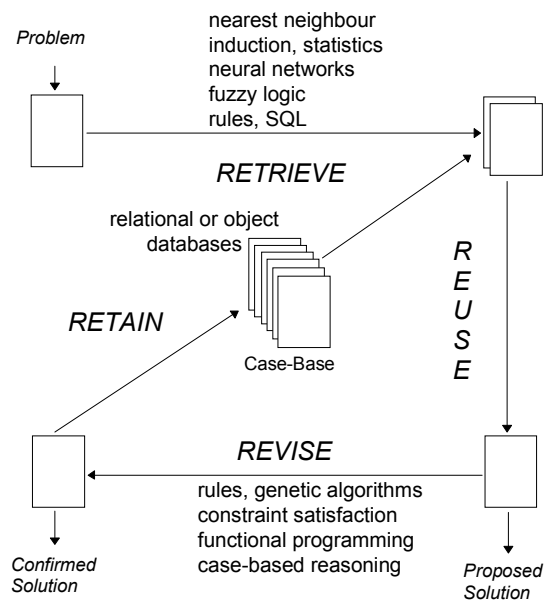 Problem
nearest neighbour
induction, statistics
neural networks
fuzzy logic
rules, SQL
RETRIEVE
relational or object
databases
R
E
U
S
E
RETAIN
Case-Base
REVISE
rules, genetic algorithms
constraint satisfaction
functional programming
case-based reasoning
Confirmed
Solution
Proposed
Solution